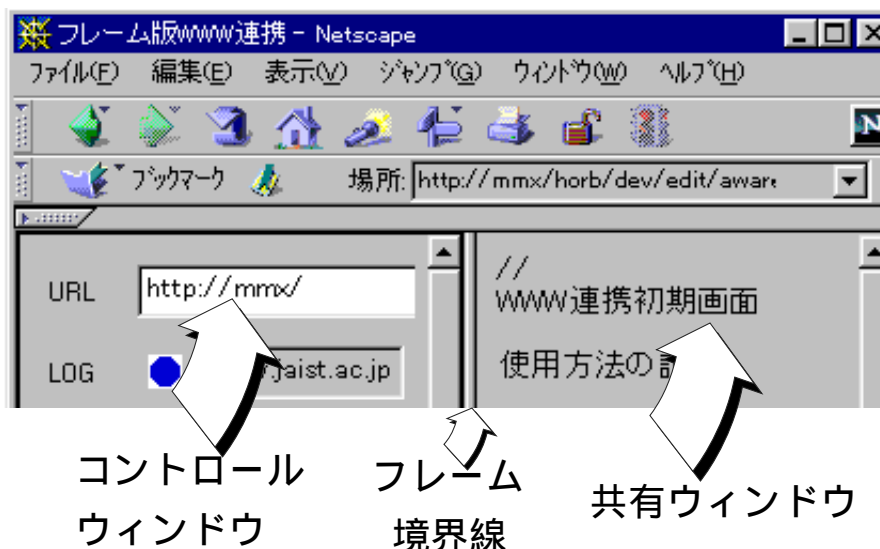 フレーム版WWW連携 - Netscape
ファイル(F) 編集(E) 表示(V) ジャンプ(G) ウィンドウ(W) ヘルプ(H)
N
ブックマーク 場所: http://mmx/horb/dev/edit/aware
URL http://mmx/
LOG jaist.ac.jp
//
WWW連携初期画面
使用方法の
コントロール
ウィンドウ
フレーム
境界線
共有ウィンドウ